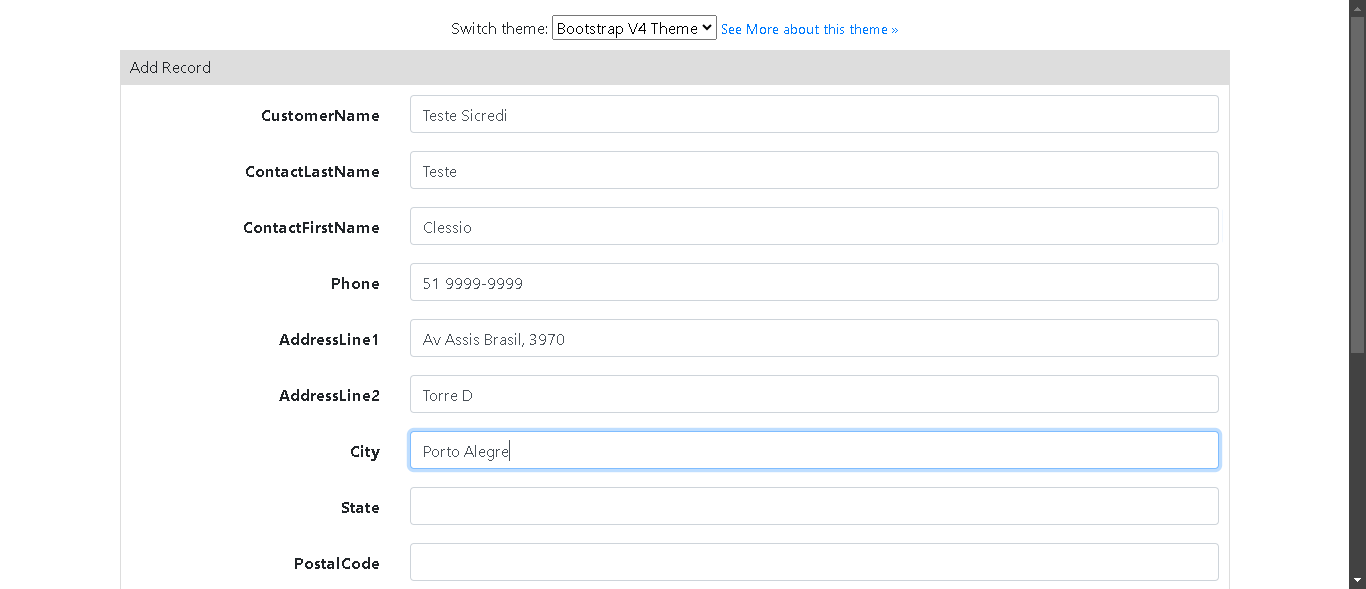 Switch theme: Bootstrap V4 Theme See More about this theme »
Add Record
CustomerName Teste Sicredi
ContactLastName Teste
ContactFirstName Clessio
Phone 51 9999-9999
AddressLine1 Av Assis Brasil, 3970
AddressLine2 Torre D
City Porto Alegre
State
PostalCode